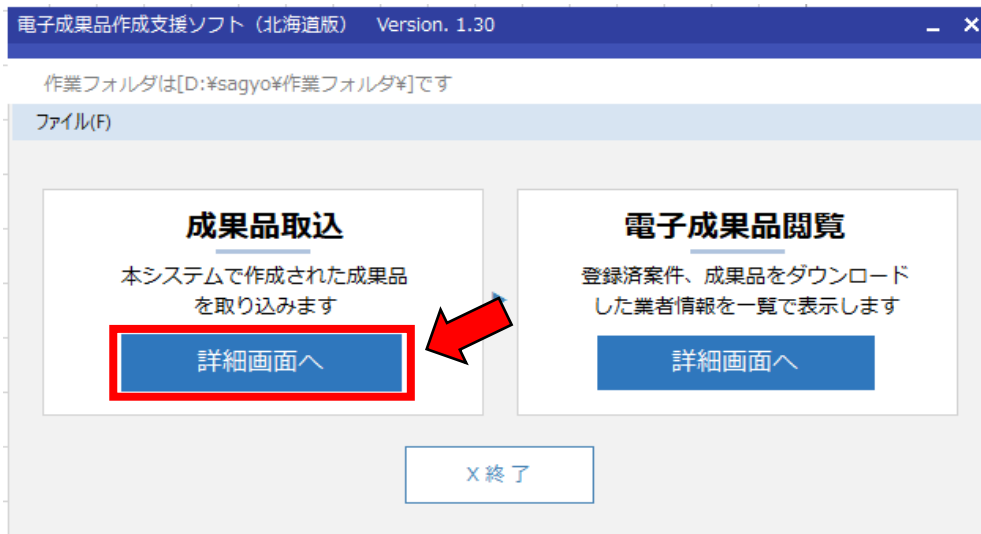 電子成果品作成支援ソフト（北海道版） Version. 1.30
作業フォルダは[D:¥sagyo¥作業フォルダ¥]です
ファイル(F)
成果品取込
本システムで作成された成果品
を取り込みます
詳細画面へ
電子成果品閲覧
登録済案件、成果品をダウンロード
した業者情報を一覧で表示します
詳細画面へ
X 終 了